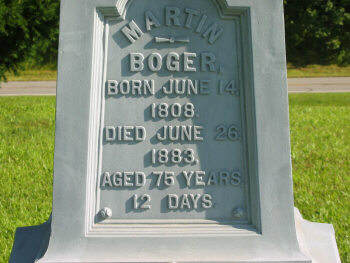 MARTIN
BOGER.
BORN JUNE 14,
1808.
DIED JUNE 26,
1883.
AGED 75 YEARS,
12 DAYS.